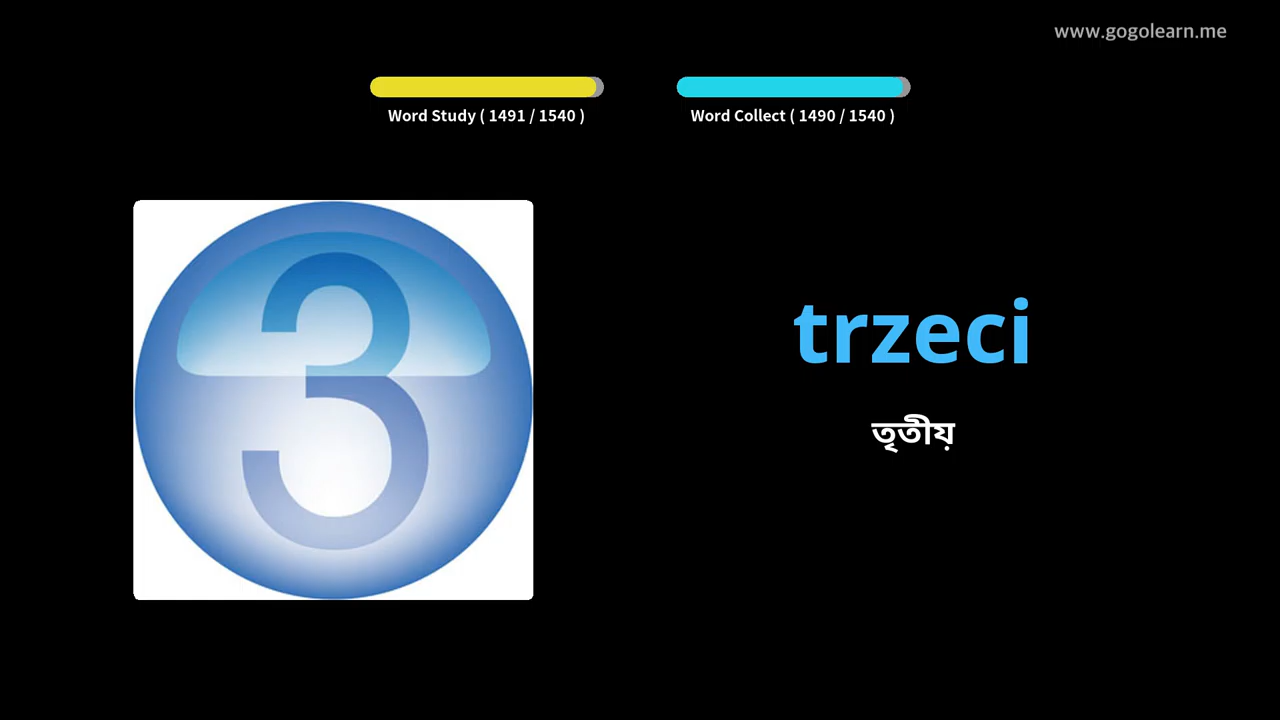 www.gogolearn.me
Word Study ( 1491 / 1540 )
Word Collect ( 1490 / 1540 )
3
trzeci
তৃতীয়